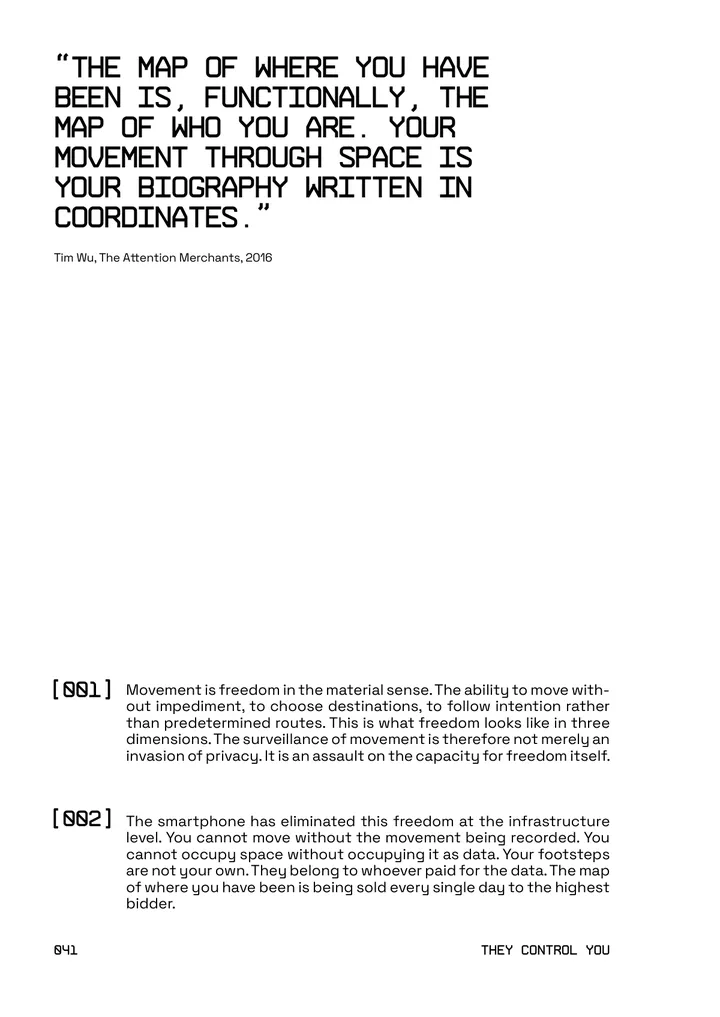 “THE MAP OF WHERE YOU HAVE
BEEN IS, FUNCTIONALLY, THE
MAP OF WHO YOU ARE. YOUR
MOVEMENT THROUGH SPACE IS
YOUR BIOGRAPHY WRITTEN IN
COORDINATES.”
Tim Wu, The Attention Merchants, 2016
[001] Movement is freedom in the material sense. The ability to move with-
out impediment, to choose destinations, to follow intention rather
than predetermined routes. This is what freedom looks like in three
dimensions. The surveillance of movement is therefore not merely an
invasion of privacy. It is an assault on the capacity for freedom itself.
[002] The smartphone has eliminated this freedom at the infrastructure
level. You cannot move without the movement being recorded. You
cannot occupy space without occupying it as data. Your footsteps
are not your own. They belong to whoever paid for the data. The map
of where you have been is being sold every single day to the highest
bidder.
041 THEY CONTROL YOU